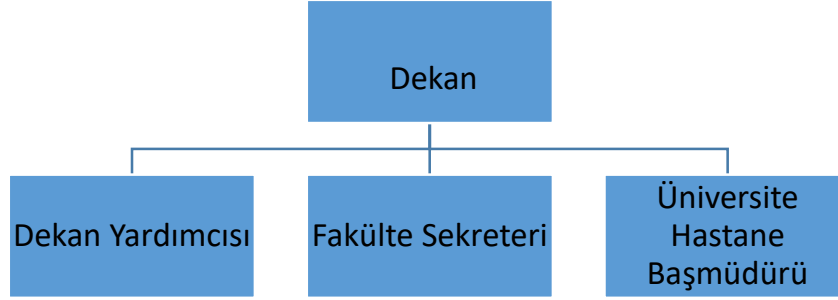 Dekan
Dekan Yardımcısı
Fakülte Sekreteri
Üniversite
Hastane
Başmüdürü